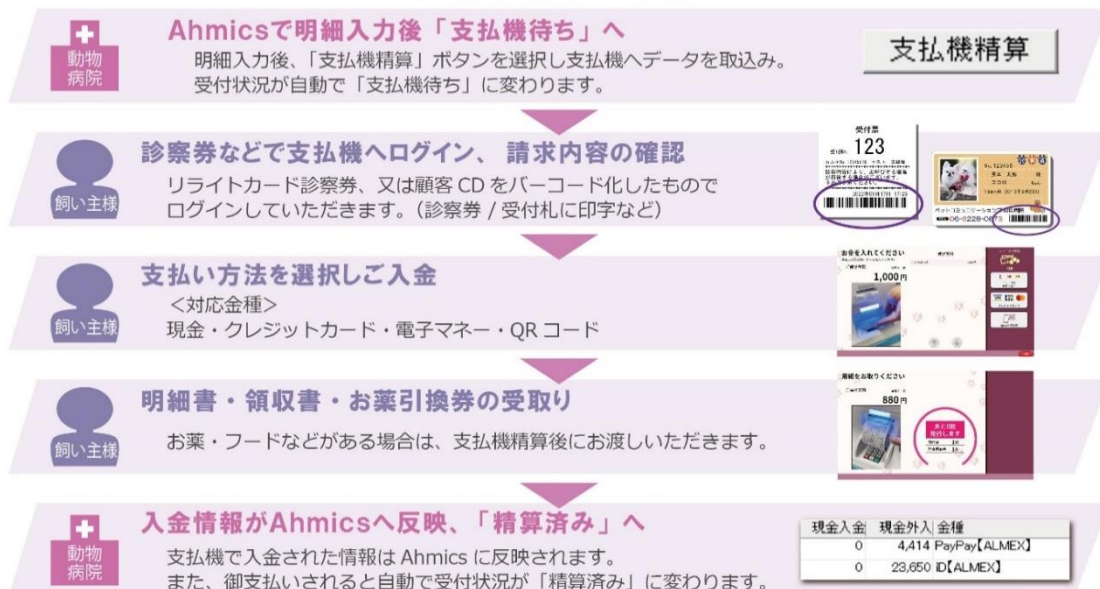 Ahmicsで明細入力後「支払機待ち」へ
動物
病院
明細入力後、「支払機精算」ボタンを選択し支払機へデータを取込み。
受付状況が自動で「支払機待ち」に変わります。
支払機精算
診察券などで支払機へログイン、請求内容の確認
飼い主様
リライトカード診察券、又は顧客 CD をバーコード化したもので
ログインしていただきます。（診察券 / 受付札に印字など）
受付票
123
支払い方法を選択しご入金
飼い主様
＜対応金種＞
現金・クレジットカード・電子マネー・QR コード
お金を入れてください
1,000円
明細書・領収書・お薬引換券の受取り
飼い主様
お薬・フードなどがある場合は、支払機精算後にお渡しいただきます。
用紙をお取りください
880円
発行します
入金情報がAhmicsへ反映、「精算済み」へ
動物
病院
支払機で入金された情報は Ahmics に反映されます。
また、御支払いされると自動で受付状況が「精算済み」に変わります。
現金入金 現金外入 金種
0 4,414 PayPay【ALMEX】
0 23,650 iD【ALMEX】